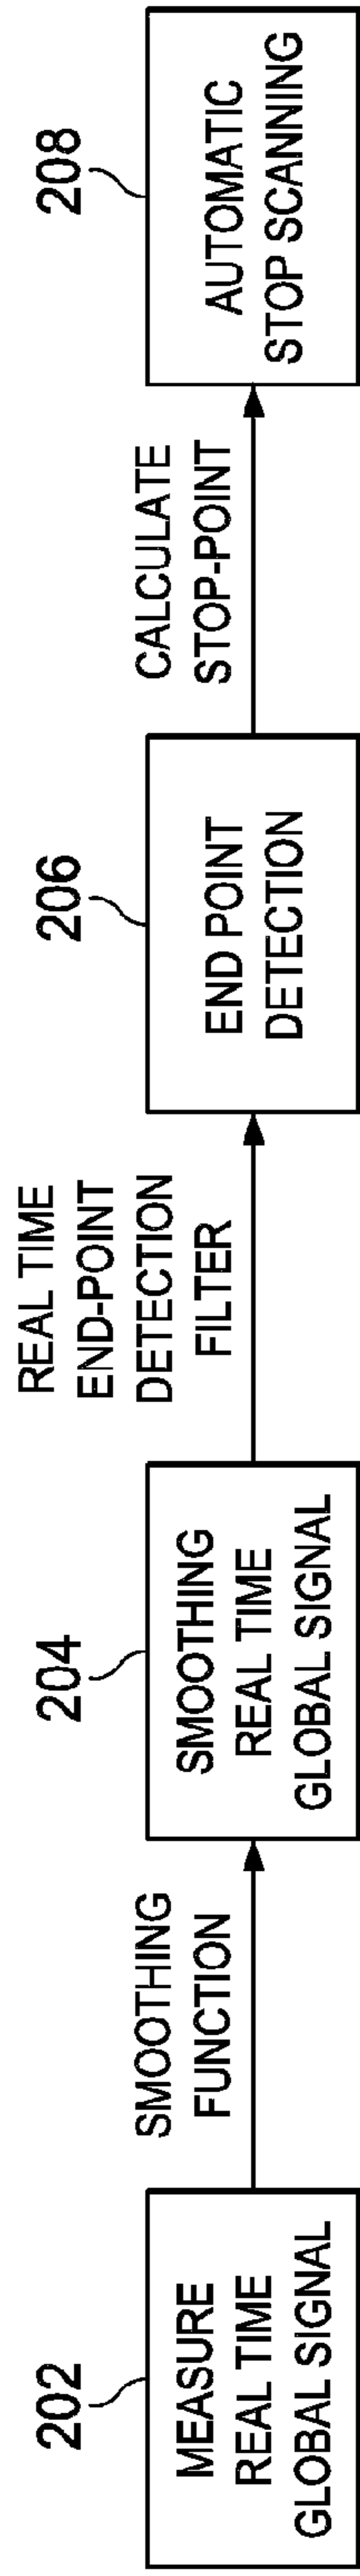 202
MEASURE
REAL TIME
GLOBAL SIGNAL
SMOOTHING
FUNCTION
204
SMOOTHING
REAL TIME
GLOBAL SIGNAL
REAL TIME
END-POINT
DETECTION
FILTER
206
END POINT
DETECTION
CALCULATE
STOP-POINT
208
AUTOMATIC
STOP SCANNING